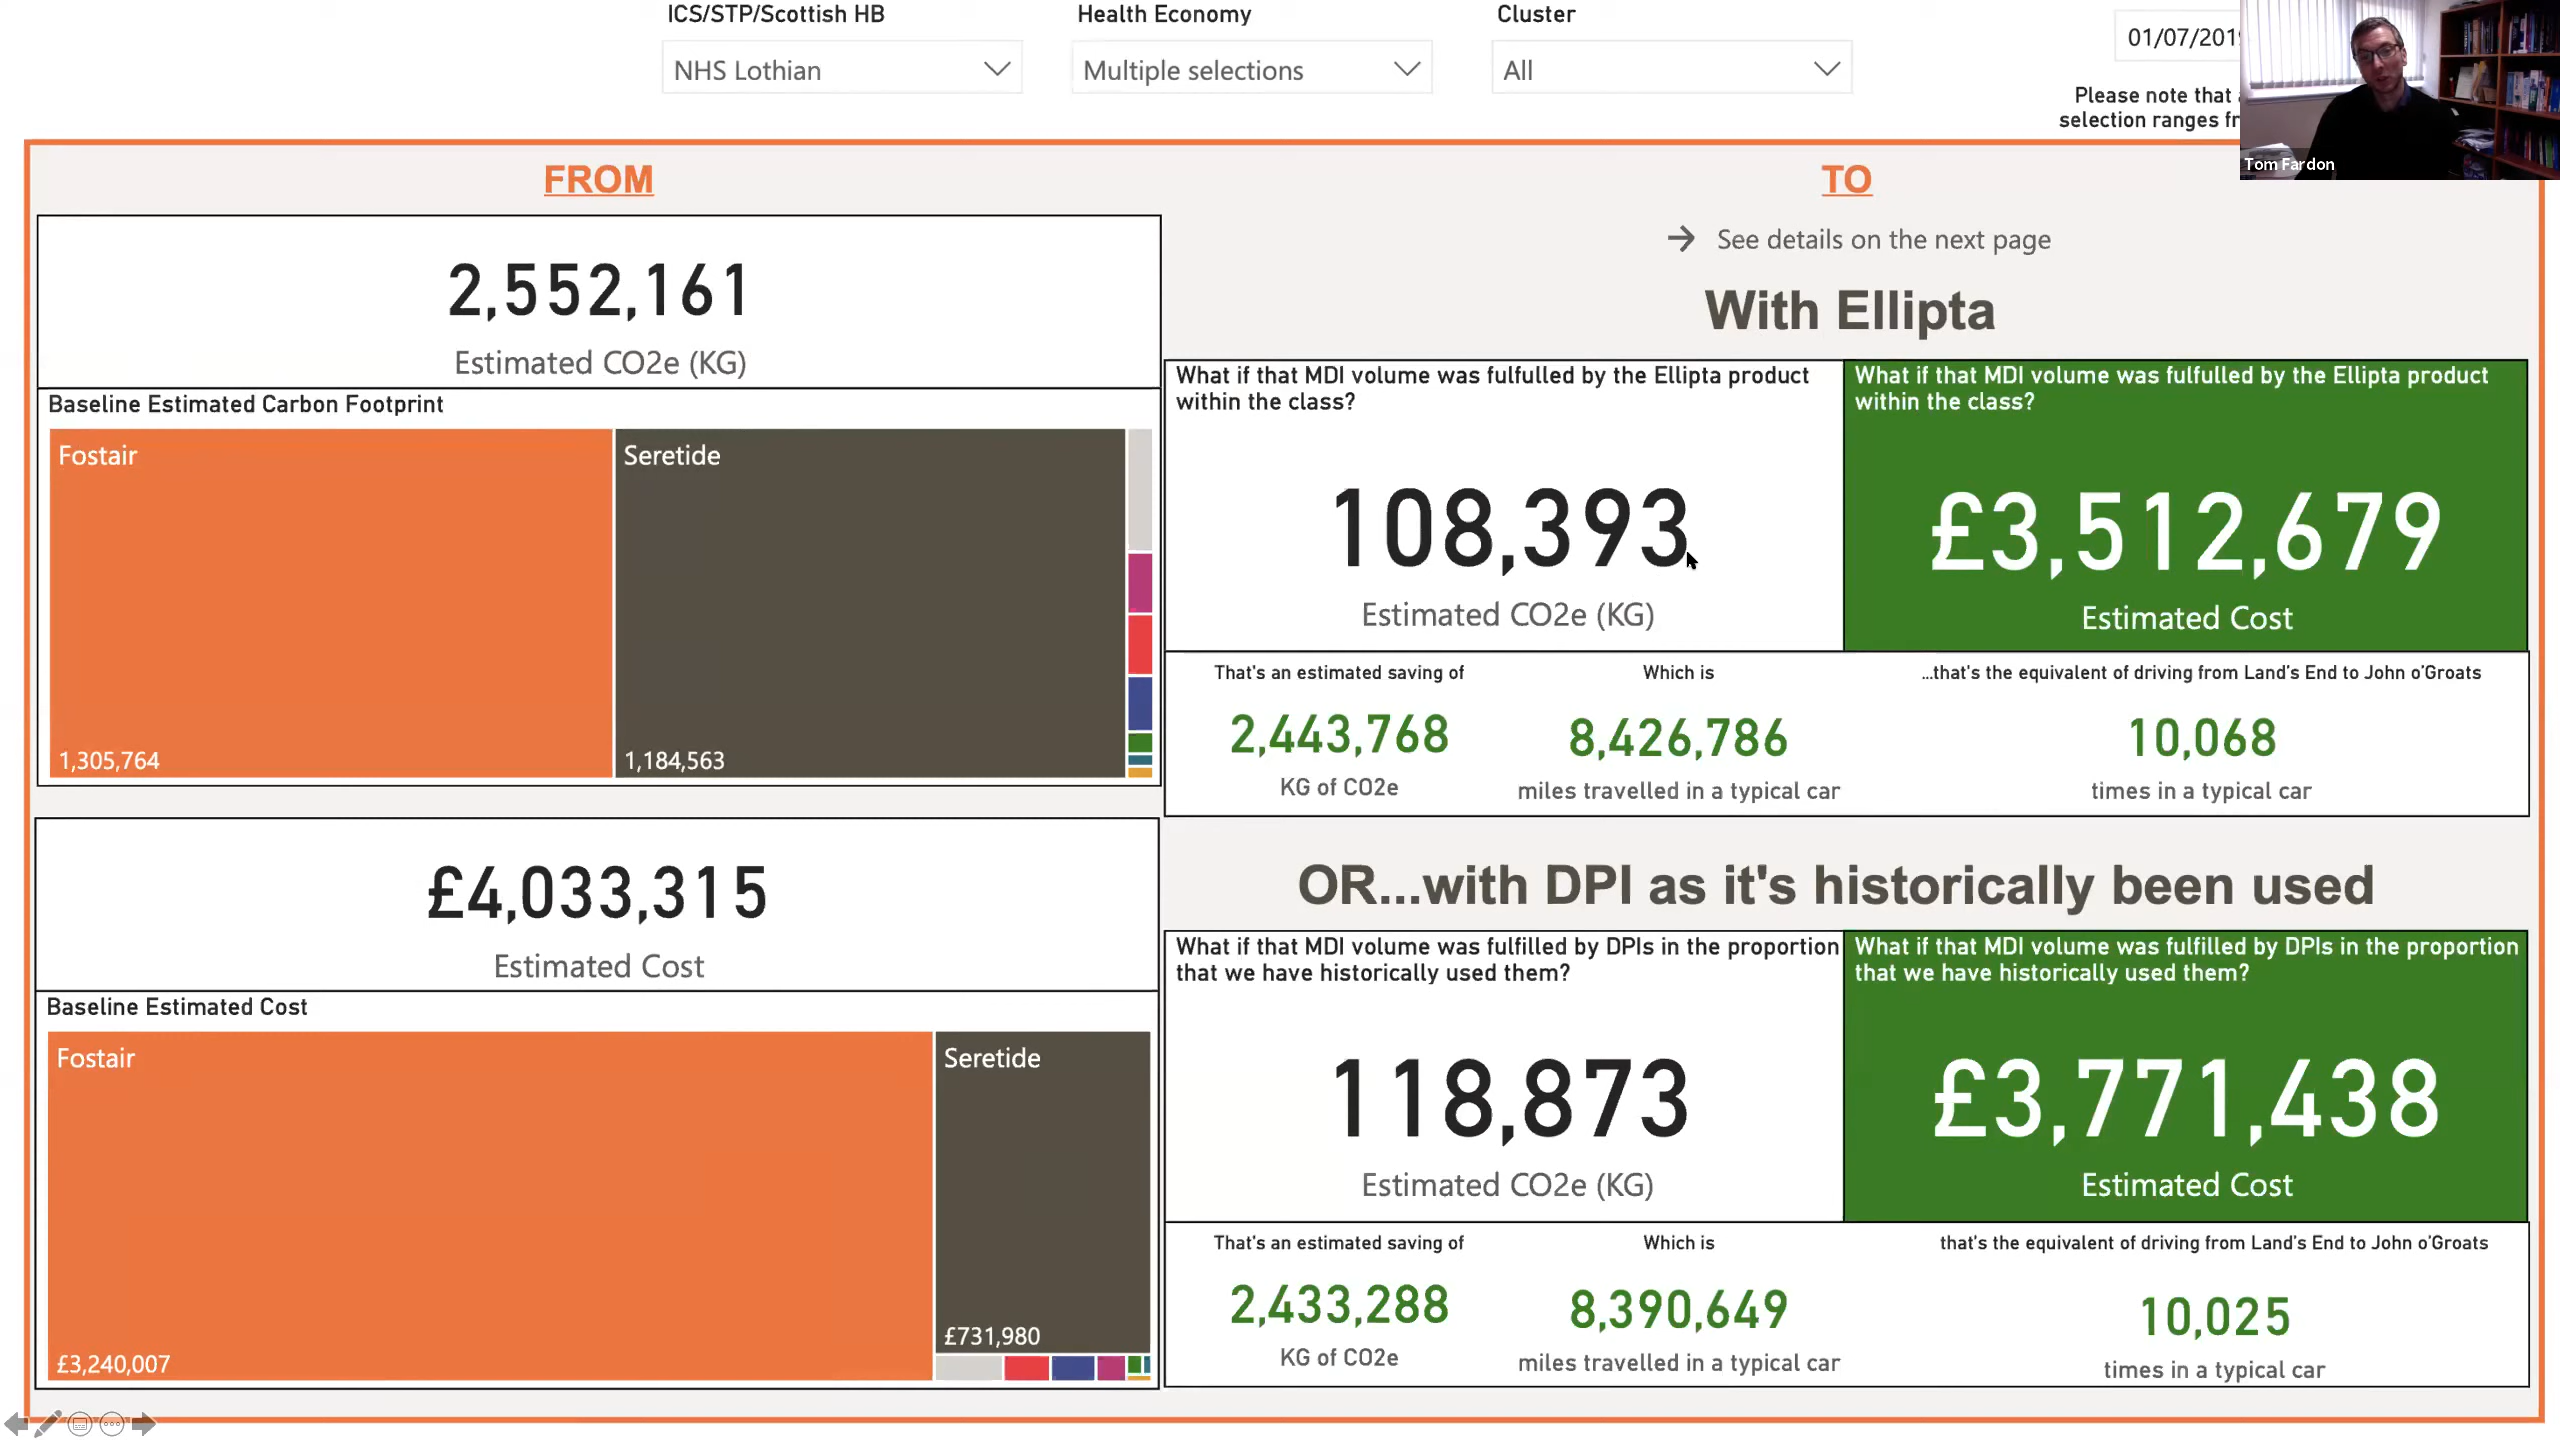 ICS/STP/Scottish HB
Health Economy
Cluster
NHS Lothian
Multiple selections
All
01/07/201
Please note that
selection ranges
Tom Fardon
FROM
TO
2,552,161
Estimated CO2e (KG)
Baseline Estimated Carbon Footprint
Fostair
Seretide
1,305,764
1,184,563
£4,033,315
Estimated Cost
Baseline Estimated Cost
Fostair
Seretide
£731,980
£3,240,007
See details on the next page
With Ellipta
What if that MDI volume was fulfulled by the Ellipta product
within the class?
108,393
Estimated CO2e (KG)
What if that MDI volume was fulfulled by the Ellipta product
within the class?
£3,512,679
Estimated Cost
That's an estimated saving of
2,443,768
KG of CO2e
Which is
8,426,786
miles travelled in a typical car
...that's the equivalent of driving from Land's End to John o'Groats
10,068
times in a typical car
OR...with DPI as it's historically been used
What if that MDI volume was fulfilled by DPIs in the proportion
that we have historically used them?
118,873
Estimated CO2e (KG)
What if that MDI volume was fulfilled by DPIs in the proportion
that we have historically used them?
£3,771,438
Estimated Cost
That's an estimated saving of
2,433,288
KG of CO2e
Which is
8,390,649
miles travelled in a typical car
that's the equivalent of driving from Land's End to John o'Groats
10,025
times in a typical car